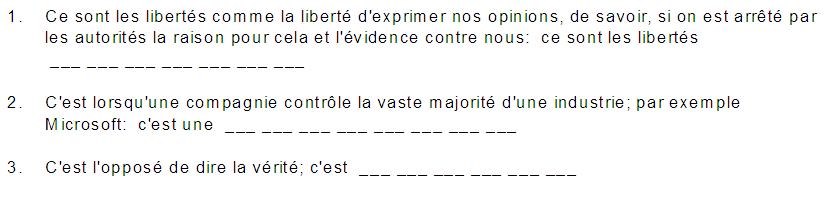 1. Ce sont les libertés comme la liberté d'exprimer nos opinions, de savoir, si on est arrêté par
les autorités la raison pour cela et l'évidence contre nous: ce sont les libertés
___ ___ ___ ___ ___ ___ ___
2. C'est lorsqu'une compagnie contrôle la vaste majorité d'une industrie; par exemple
Microsoft: c'est une ___ ___ ___ ___ ___ ___ ___ ___
3. C'est l'opposé de dire la vérité; c'est ___ ___ ___ ___ ___ ___